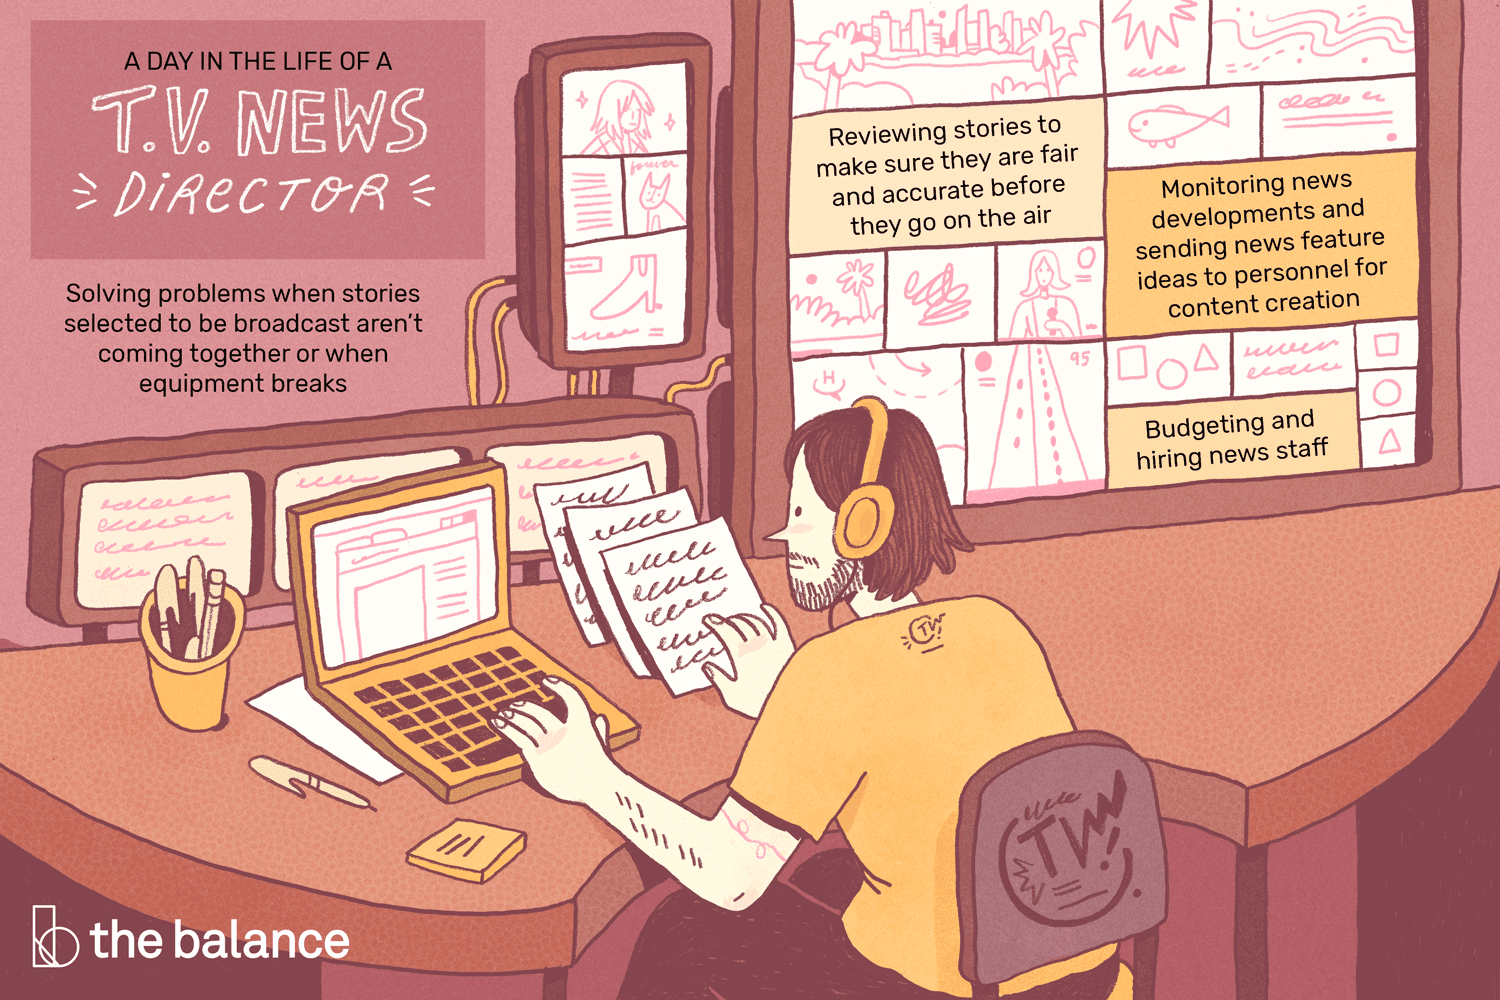 A DAY IN THE LIFE OF A
T.V. NEWS
DIRECTOR
Solving problems when stories
selected to be broadcast aren't
coming together or when
equipment breaks
forever
Reviewing stories to
make sure they are fair
and accurate before
they go on the air
Monitoring news
developments and
sending news feature
ideas to personnel for
content creation
H
95
Budgeting and
hiring news staff
TW!
TW!
the balance